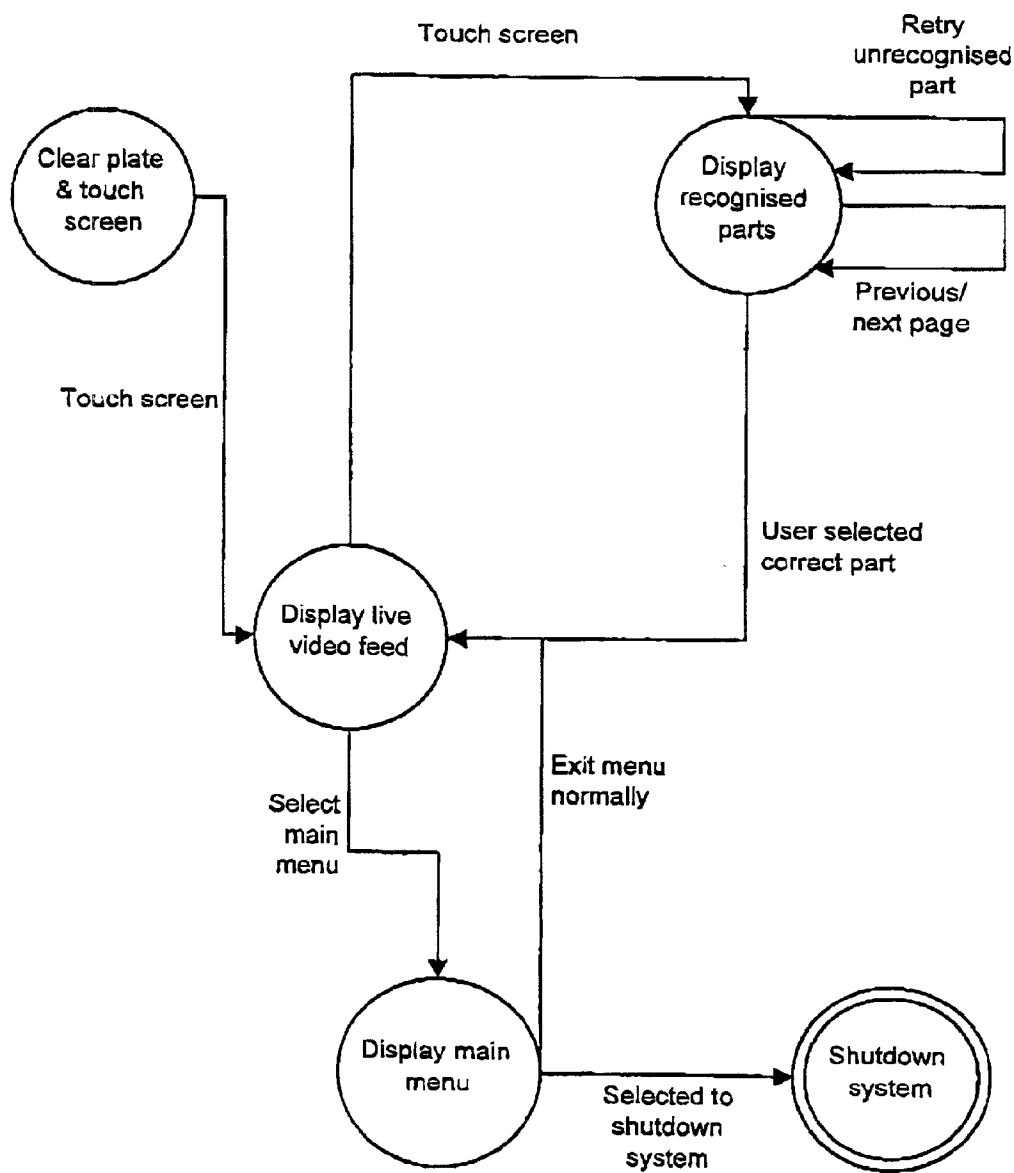 Touch screen
Retry
unrecognised
part
Clear plate
& touch
screen
Display
recognised
parts
Previous/
next page
Touch screen
User selected
correct part
Display live
video feed
Exit menu
normally
Select
main
menu
Display main
menu
Selected to
shutdown
system
Shutdown
system